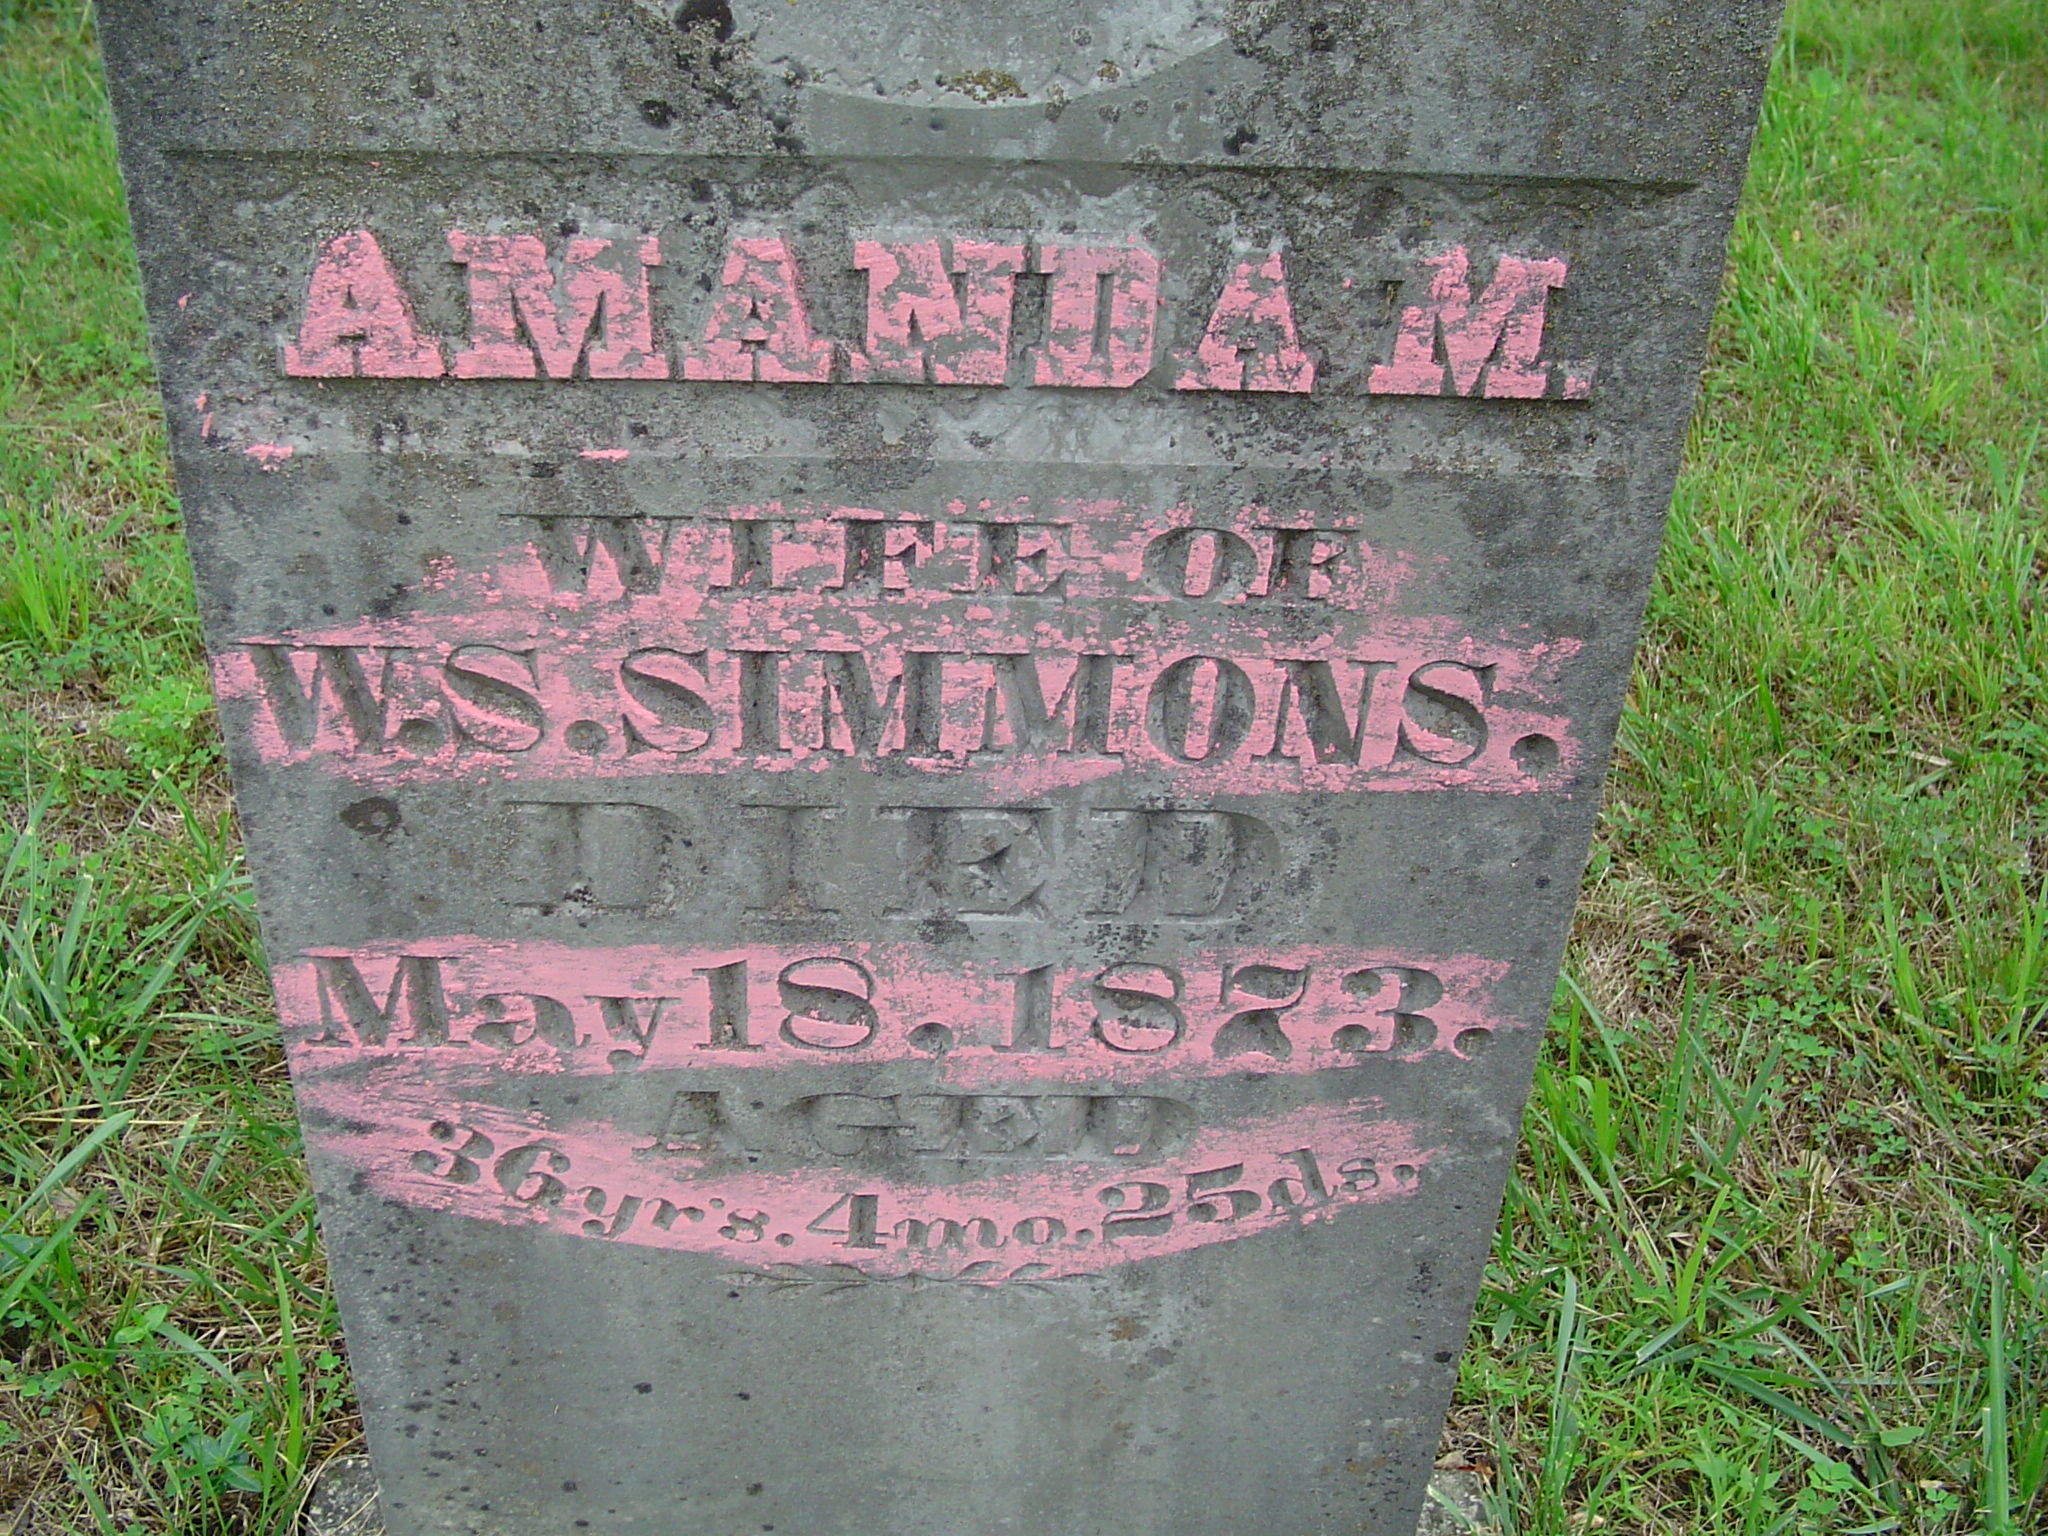 AMANDA M.
WIFE OF
W.S. SIMMONS.
DIED
May 18. 1873.
AGED
36 yr's. 4 mo. 25 ds.